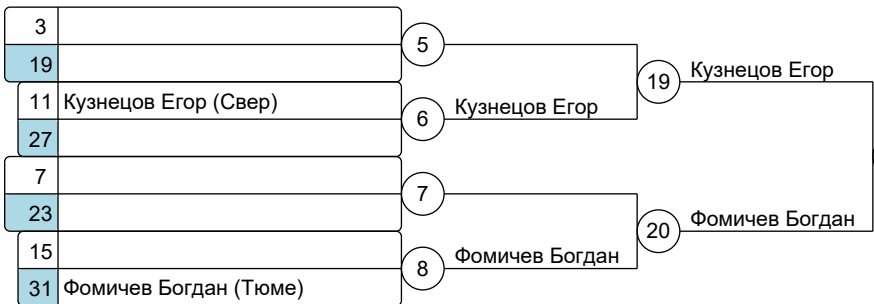 3
5
19
19 Кузнецов Егор
11 Кузнецов Егор (Свер)
6 Кузнецов Егор
27
7
7
23
20 Фомичев Богдан
15
8 Фомичев Богдан
31 Фомичев Богдан (Тюме)